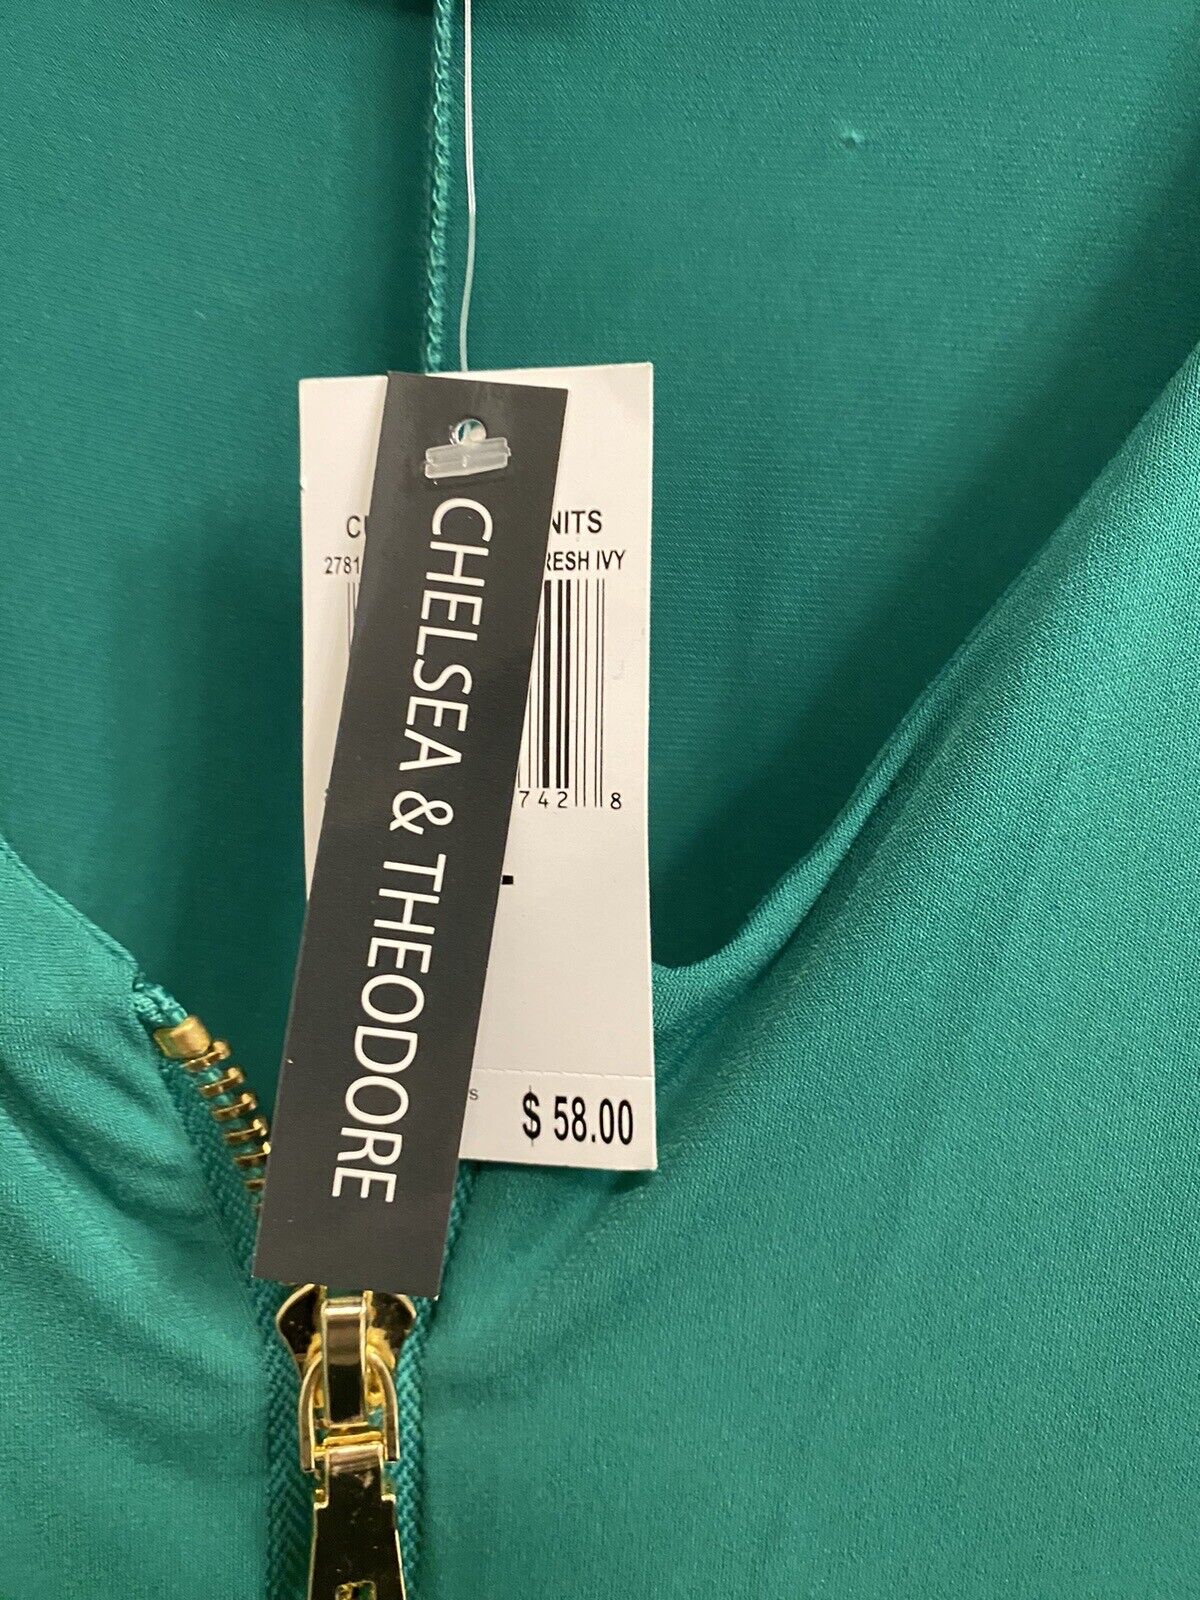 CHELSEA & THEODORE
NITS
2781 RESH IVY
742 8
$ 58.00